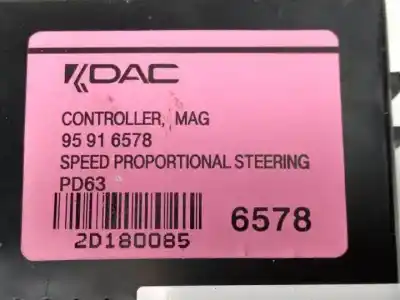 DAC
CONTROLLER, MAG
95 91 6578
SPEED PROPORTIONAL STEERING
PD63
6578
2D180085